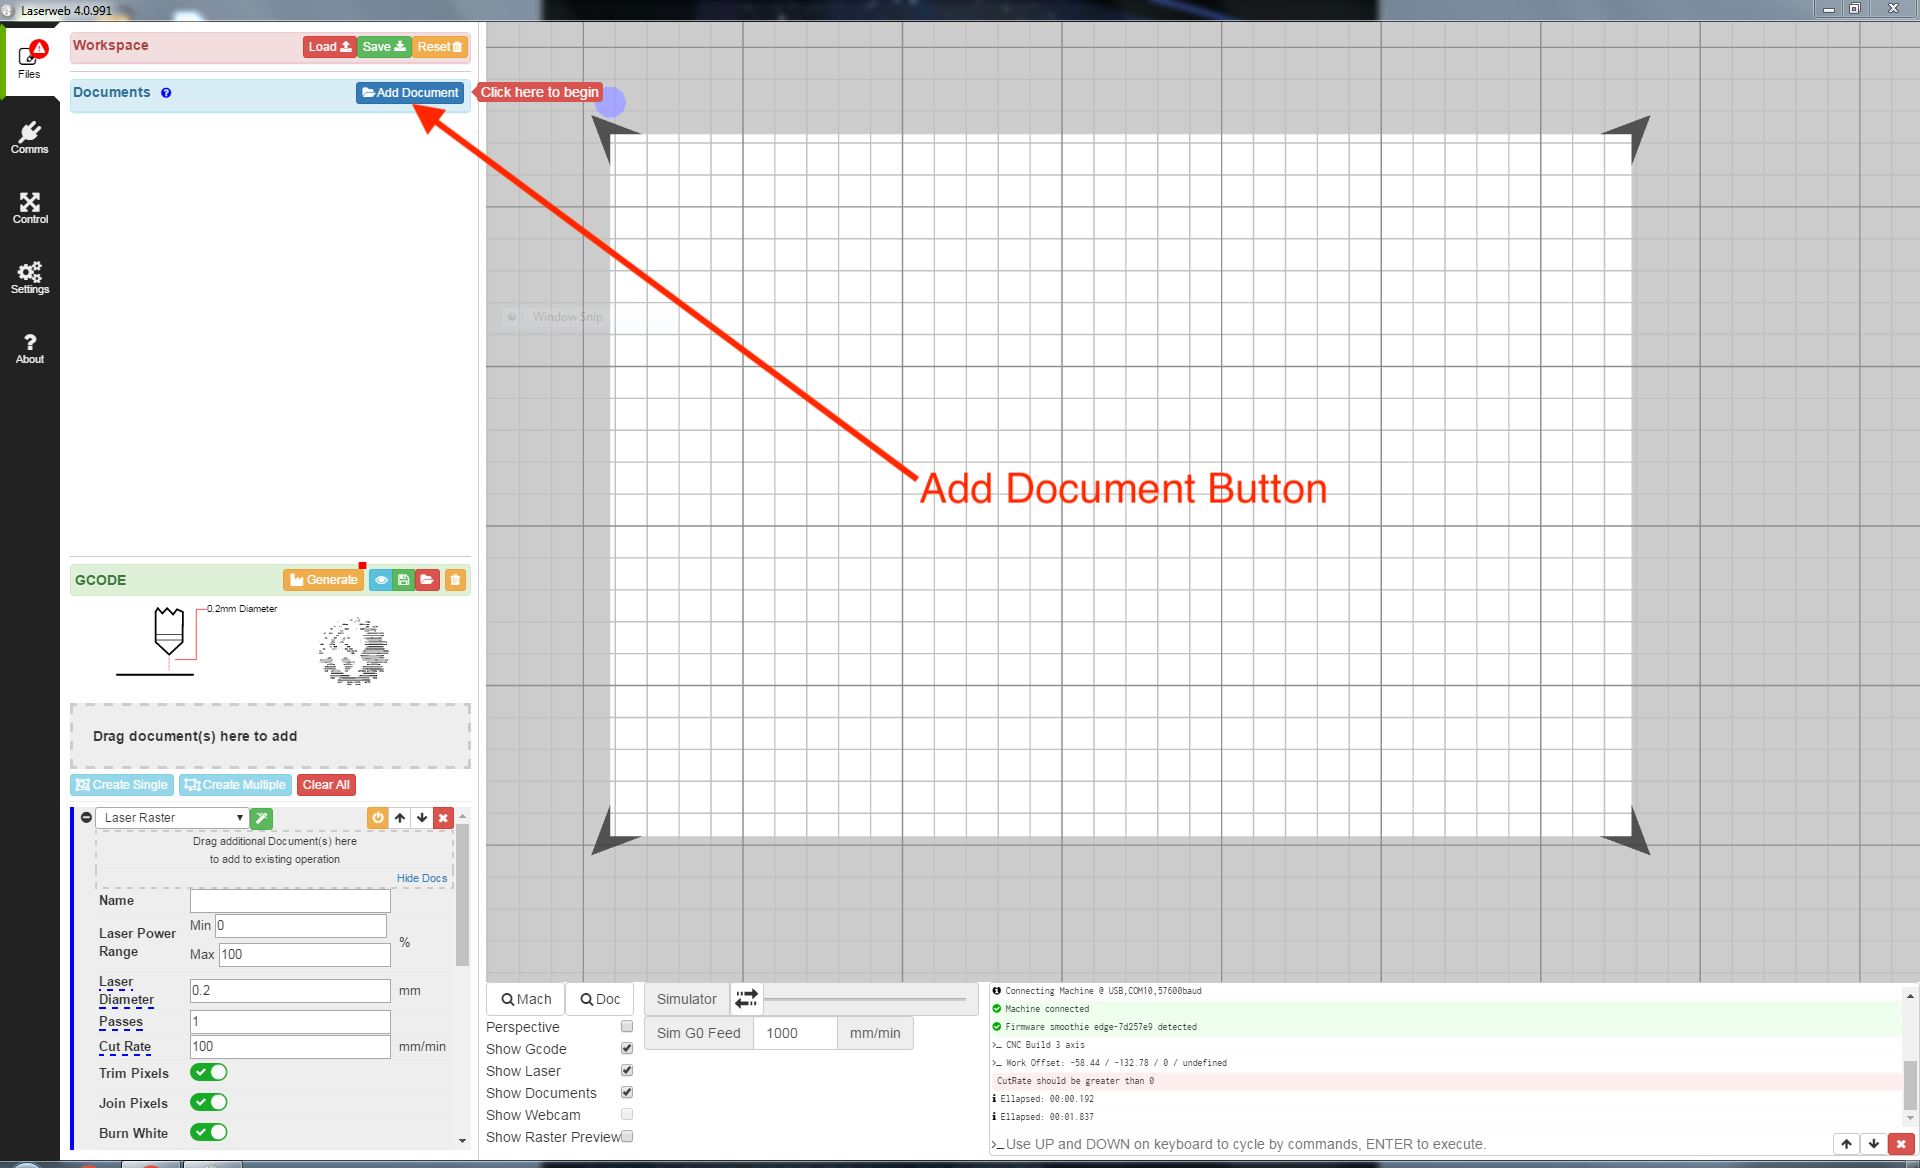 Laserweb 4.0.991
Files
Comms
Control
Settings
? About
Workspace
Load Save Reset
Documents ? Add Document
Click here to begin
Window Snip
Add Document Button
GCODE Generate
0.2mm Diameter
Drag document(s) here to add
Create Single Create Multiple Clear All
Laser Raster
Drag additional Document(s) here
to add to existing operation
Hide Docs
Name
Laser Power Range Min 0 Max 100 %
Laser Diameter 0.2 mm
Passes 1
Cut Rate 100 mm/min
Trim Pixels
Join Pixels
Burn White
Mach Doc
Perspective
Show Gcode
Show Laser
Show Documents
Show Webcam
Show Raster Preview
Simulator
Sim G0 Feed 1000 mm/min
Connecting Machine @ USB,COM10,57600baud
Machine connected
Firmware smoothie edge-7d257e9 detected
>_ CNC Build 3 axis
>_ Work Offset: -58.44 / -132.78 / 0 / undefined
CutRate should be greater than 0
Ellapsed: 00:00.192
Ellapsed: 00:01.837
>_ Use UP and DOWN on keyboard to cycle by commands, ENTER to execute.